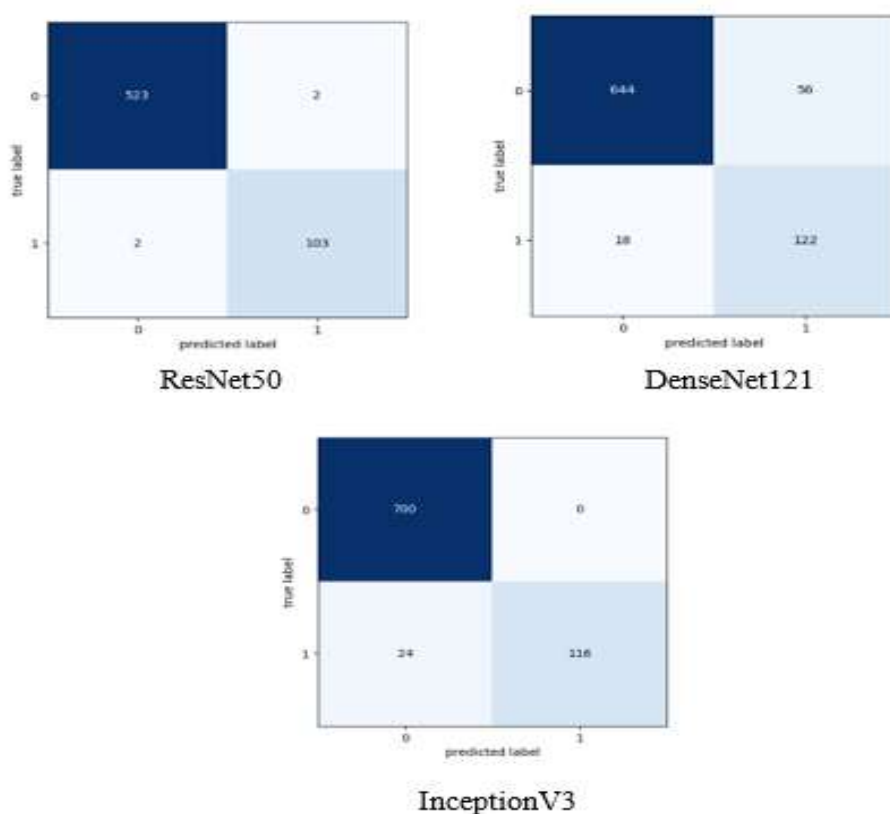 0
523
2
true label
1
2
103
0
1
predicted label
ResNet50
0
644
56
true label
1
18
122
0
1
predicted label
DenseNet121
0
700
0
true label
1
24
116
0
1
predicted label
InceptionV3